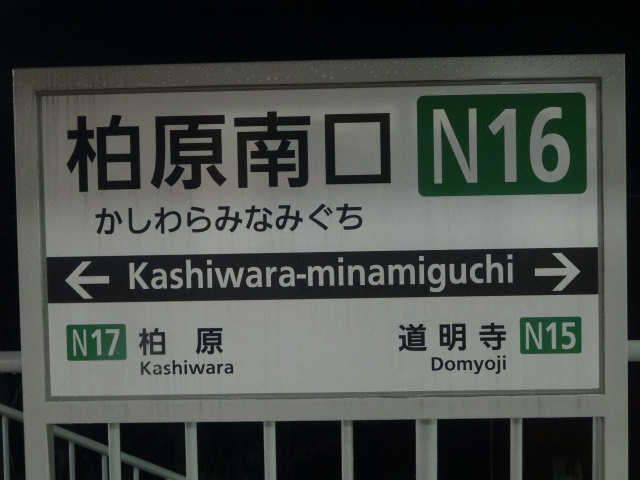 柏原南口 N16
かしわらみなみぐち
← Kashiwara-minamiguchi →
N17 柏原 道明寺 N15
Kashiwara Domyoji